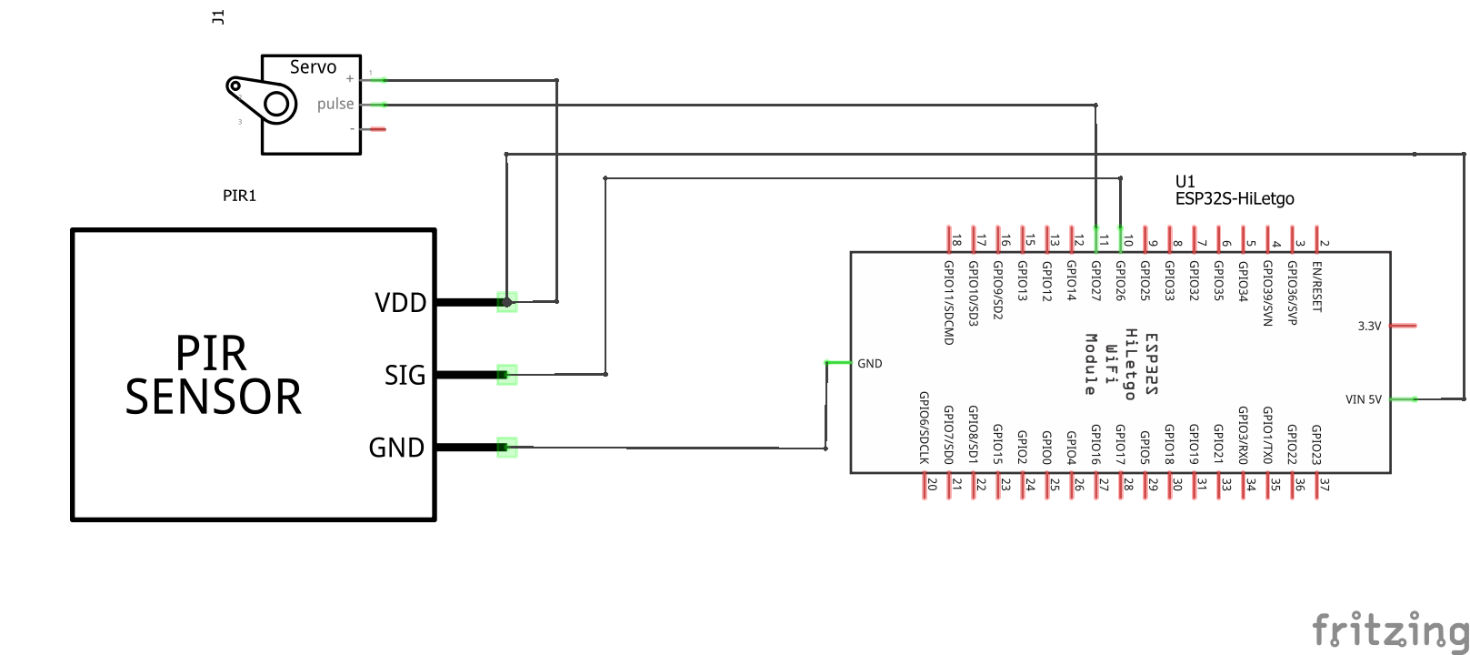 J1
Servo
+
1
pulse
-
3
PIR1
PIR
SENSOR
VDD
SIG
GND
U1
ESP32S-HiLetgo
18
17
16
15
13
12
11
10
9
8
7
6
5
4
3
2
GPIO11/SDCMD
GPIO10/SD3
GPIO9/SD2
GPIO13
GPIO12
GPIO14
GPIO27
GPIO26
GPIO25
GPIO33
GPIO32
GPIO35
GPIO34
GPIO39/SVN
GPIO36/SVP
EN/RESET
3.3V
GND
ESP32S
HiLetgo
WiFi
Module
VIN 5V
GPIO6/SDCLK
GPIO7/SD0
GPIO8/SD1
GPIO15
GPIO2
GPIO0
GPIO4
GPIO16
GPIO17
GPIO5
GPIO18
GPIO19
GPIO21
GPIO3/RX0
GPIO1/TX0
GPIO22
GPIO23
20
21
22
23
24
25
26
27
28
29
30
31
33
34
35
36
37
fritzing